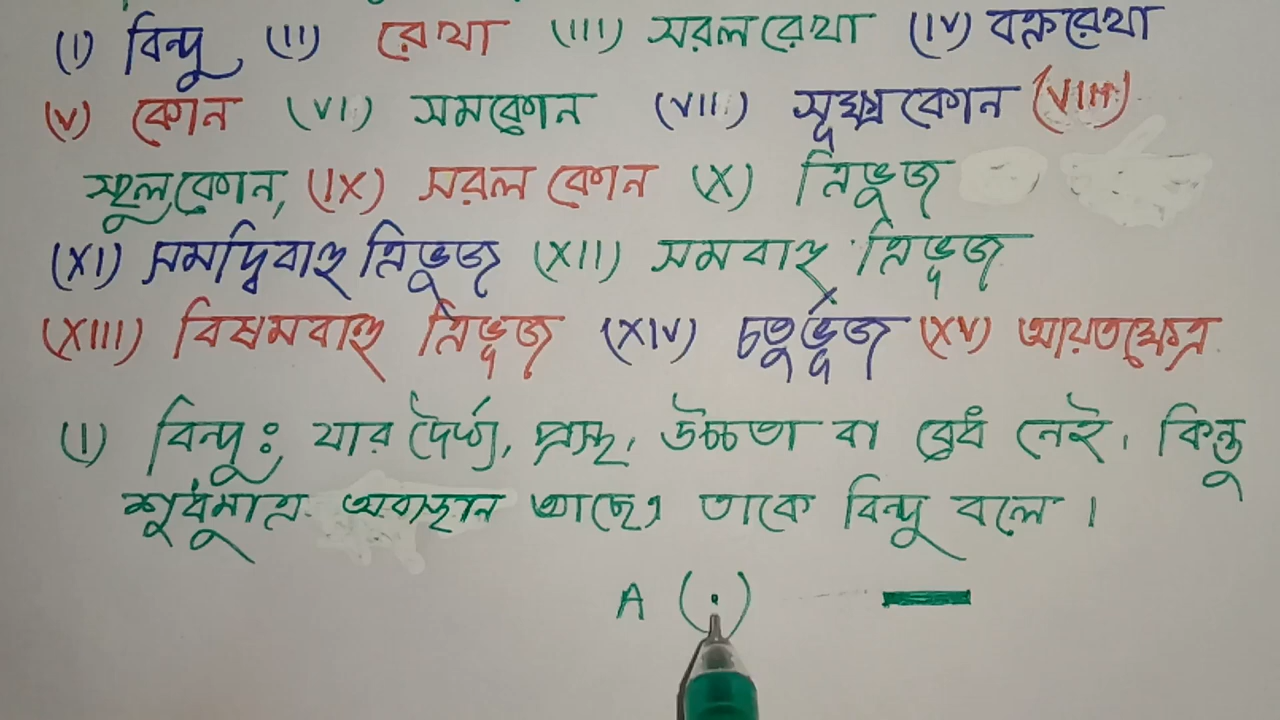 (I) বিন্দু (II) রেখা (III) সরলরেখা (IV) বক্ররেখা
(V) কোন (VI) সমকোন (VII) সূক্ষ্মকোন (VIII)
স্থূলকোন, (IX) সরল কোন (X) ত্রিভুজ
(XI) সমদ্বিবাহু ত্রিভুজ (XII) সমবাহু ত্রিভুজ
(XIII) বিষমবাহু ত্রিভূজ (XIV) চতুর্ভূজ (XV) আয়তক্ষেত্র
(I) বিন্দু : যার দৈর্ঘ্য, প্রস্থ, উচ্চতা বা বেধ নেই, কিন্তু
শুধুমাত্র অবস্থান আছে তাকে বিন্দু বলে ।
A (.)